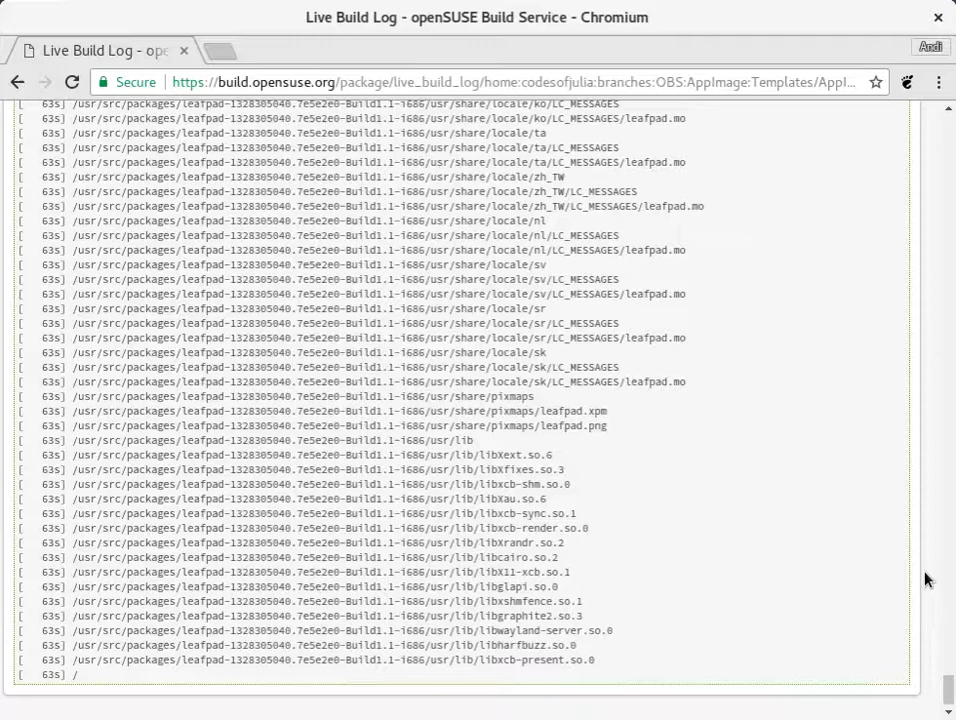 Live Build Log - openSUSE Build Service - Chromium
Live Build Log - ope
Andi
Secure https://build.opensuse.org/package/live_build_log/home:codesofjulia:branches:OBS:AppImage:Templates/AppI...
[ 63s] /usr/src/packages/leafpad-1328305040.7e5e2e0-Build1.1-i686/usr/share/locale/ko/LC_MESSAGES
[ 63s] /usr/src/packages/leafpad-1328305040.7e5e2e0-Build1.1-i686/usr/share/locale/ko/LC_MESSAGES/leafpad.mo
[ 63s] /usr/src/packages/leafpad-1328305040.7e5e2e0-Build1.1-i686/usr/share/locale/ta
[ 63s] /usr/src/packages/leafpad-1328305040.7e5e2e0-Build1.1-i686/usr/share/locale/ta/LC_MESSAGES
[ 63s] /usr/src/packages/leafpad-1328305040.7e5e2e0-Build1.1-i686/usr/share/locale/ta/LC_MESSAGES/leafpad.mo
[ 63s] /usr/src/packages/leafpad-1328305040.7e5e2e0-Build1.1-i686/usr/share/locale/zh_TW
[ 63s] /usr/src/packages/leafpad-1328305040.7e5e2e0-Build1.1-i686/usr/share/locale/zh_TW/LC_MESSAGES
[ 63s] /usr/src/packages/leafpad-1328305040.7e5e2e0-Build1.1-i686/usr/share/locale/zh_TW/LC_MESSAGES/leafpad.mo
[ 63s] /usr/src/packages/leafpad-1328305040.7e5e2e0-Build1.1-i686/usr/share/locale/nl
[ 63s] /usr/src/packages/leafpad-1328305040.7e5e2e0-Build1.1-i686/usr/share/locale/nl/LC_MESSAGES
[ 63s] /usr/src/packages/leafpad-1328305040.7e5e2e0-Build1.1-i686/usr/share/locale/nl/LC_MESSAGES/leafpad.mo
[ 63s] /usr/src/packages/leafpad-1328305040.7e5e2e0-Build1.1-i686/usr/share/locale/sv
[ 63s] /usr/src/packages/leafpad-1328305040.7e5e2e0-Build1.1-i686/usr/share/locale/sv/LC_MESSAGES
[ 63s] /usr/src/packages/leafpad-1328305040.7e5e2e0-Build1.1-i686/usr/share/locale/sv/LC_MESSAGES/leafpad.mo
[ 63s] /usr/src/packages/leafpad-1328305040.7e5e2e0-Build1.1-i686/usr/share/locale/sr
[ 63s] /usr/src/packages/leafpad-1328305040.7e5e2e0-Build1.1-i686/usr/share/locale/sr/LC_MESSAGES
[ 63s] /usr/src/packages/leafpad-1328305040.7e5e2e0-Build1.1-i686/usr/share/locale/sr/LC_MESSAGES/leafpad.mo
[ 63s] /usr/src/packages/leafpad-1328305040.7e5e2e0-Build1.1-i686/usr/share/locale/sk
[ 63s] /usr/src/packages/leafpad-1328305040.7e5e2e0-Build1.1-i686/usr/share/locale/sk/LC_MESSAGES
[ 63s] /usr/src/packages/leafpad-1328305040.7e5e2e0-Build1.1-i686/usr/share/locale/sk/LC_MESSAGES/leafpad.mo
[ 63s] /usr/src/packages/leafpad-1328305040.7e5e2e0-Build1.1-i686/usr/share/pixmaps
[ 63s] /usr/src/packages/leafpad-1328305040.7e5e2e0-Build1.1-i686/usr/share/pixmaps/leafpad.xpm
[ 63s] /usr/src/packages/leafpad-1328305040.7e5e2e0-Build1.1-i686/usr/share/pixmaps/leafpad.png
[ 63s] /usr/src/packages/leafpad-1328305040.7e5e2e0-Build1.1-i686/usr/lib
[ 63s] /usr/src/packages/leafpad-1328305040.7e5e2e0-Build1.1-i686/usr/lib/libXext.so.6
[ 63s] /usr/src/packages/leafpad-1328305040.7e5e2e0-Build1.1-i686/usr/lib/libXfixes.so.3
[ 63s] /usr/src/packages/leafpad-1328305040.7e5e2e0-Build1.1-i686/usr/lib/libxcb-shm.so.0
[ 63s] /usr/src/packages/leafpad-1328305040.7e5e2e0-Build1.1-i686/usr/lib/libXau.so.6
[ 63s] /usr/src/packages/leafpad-1328305040.7e5e2e0-Build1.1-i686/usr/lib/libxcb-sync.so.1
[ 63s] /usr/src/packages/leafpad-1328305040.7e5e2e0-Build1.1-i686/usr/lib/libxcb-render.so.0
[ 63s] /usr/src/packages/leafpad-1328305040.7e5e2e0-Build1.1-i686/usr/lib/libXrandr.so.2
[ 63s] /usr/src/packages/leafpad-1328305040.7e5e2e0-Build1.1-i686/usr/lib/libcairo.so.2
[ 63s] /usr/src/packages/leafpad-1328305040.7e5e2e0-Build1.1-i686/usr/lib/libX11-xcb.so.1
[ 63s] /usr/src/packages/leafpad-1328305040.7e5e2e0-Build1.1-i686/usr/lib/libglapi.so.0
[ 63s] /usr/src/packages/leafpad-1328305040.7e5e2e0-Build1.1-i686/usr/lib/libxshmfence.so.1
[ 63s] /usr/src/packages/leafpad-1328305040.7e5e2e0-Build1.1-i686/usr/lib/libgraphite2.so.3
[ 63s] /usr/src/packages/leafpad-1328305040.7e5e2e0-Build1.1-i686/usr/lib/libwayland-server.so.0
[ 63s] /usr/src/packages/leafpad-1328305040.7e5e2e0-Build1.1-i686/usr/lib/libharfbuzz.so.0
[ 63s] /usr/src/packages/leafpad-1328305040.7e5e2e0-Build1.1-i686/usr/lib/libxcb-present.so.0
[ 63s] /